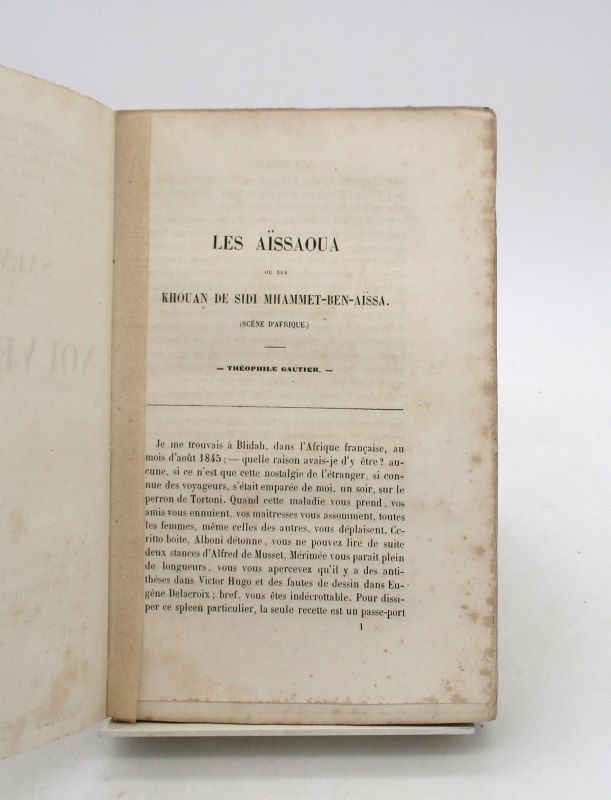 LES AÏSSAOUA
OU LES
KHOUAN DE SIDI MHAMMET-BEN-AÏSSA.
(SCÈNE D'AFRIQUE.)
— THÉOPHILE GAUTIER. —
Je me trouvais à Blidah, dans l'Afrique française, au
mois d'août 1845; — quelle raison avais-je d'y être? au-
cune, si ce n'est que cette nostalgie de l'étranger, si con-
nue des voyageurs, s'était emparée de moi, un soir, sur le
perron de Tortoni. Quand cette maladie vous prend, vos
amis vous ennuient, vos maîtresses vous assomment, toutes
les femmes, même celles des autres, vous déplaisent. Ce-
ritto boite, Alboni détonne, vous ne pouvez lire de suite
deux stances d'Alfred de Musset, Mérimée vous paraît plein
de longueurs, vous vous apercevez qu'il y a des anti-
thèses dans Victor Hugo et des fautes de dessin dans Eu-
gène Delacroix; bref, vous êtes indécrottable. Pour dissi-
per ce spleen particulier, la seule recette est un passe-port
1